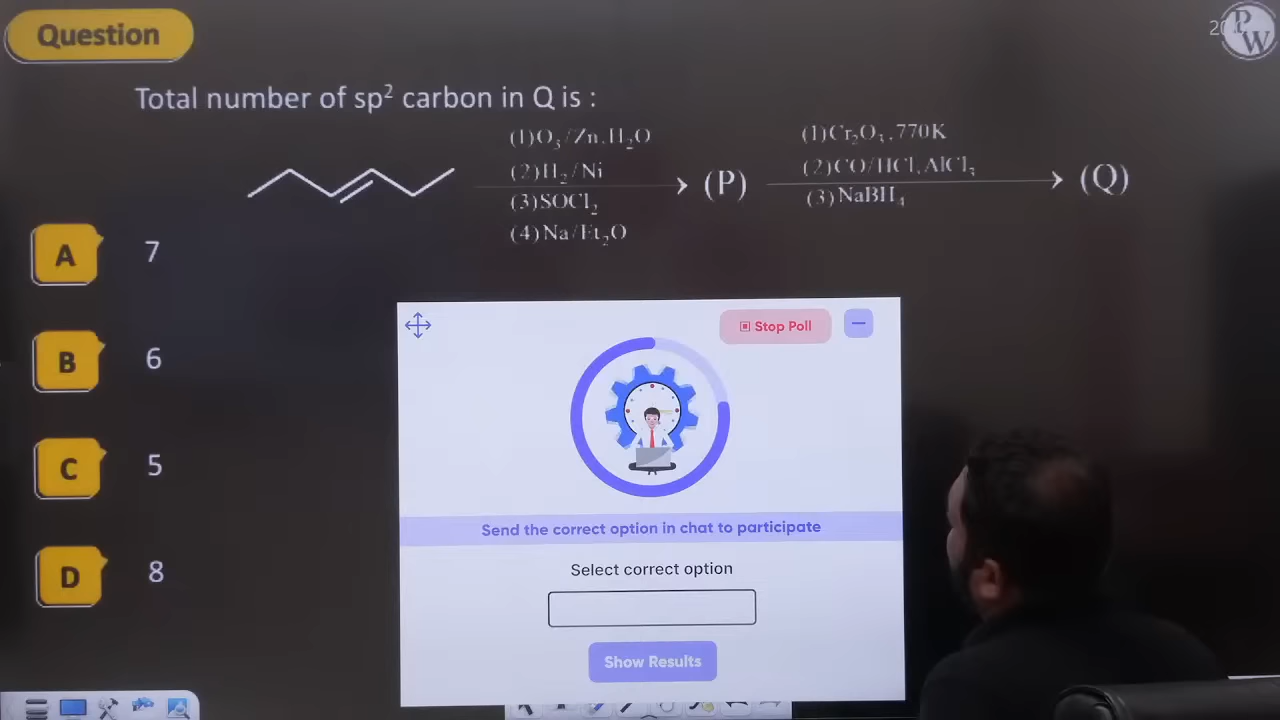 Question
20
PW
Total number of sp² carbon in Q is :
(1)O₃/Zn,H₂O
(2)H₂/Ni
(3)SOCl₂
(4)Na/Et₂O
(P)
(1)Cr₂O₃,770K
(2)CO/HCl,AlCl₃
(3)NaBH₄
(Q)
A 7
B 6
C 5
D 8
Stop Poll
Send the correct option in chat to participate
Select correct option
Show Results